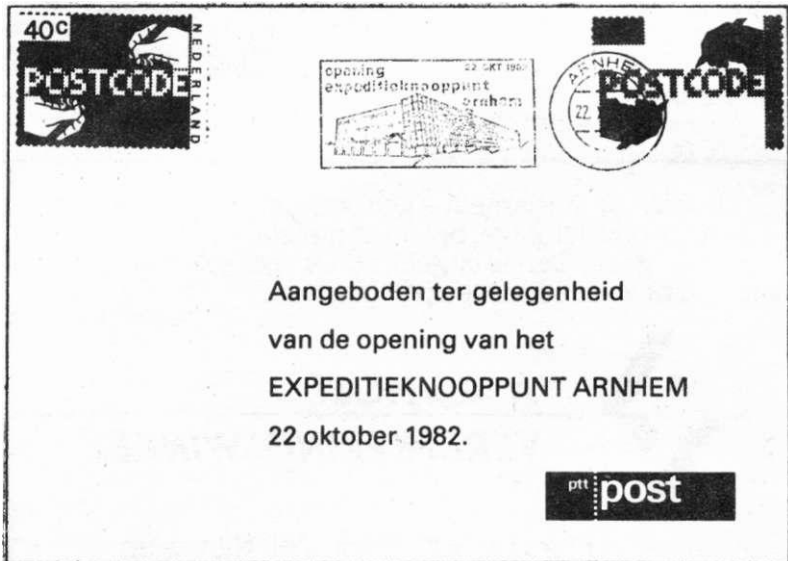 40c
POSTCODE
NEDERLAND
opening 22 OKT 1982
expeditieknooppunt
arnhem
ARNHEM
22.
POSTCODE
Aangeboden ter gelegenheid
van de opening van het
EXPEDITIEKNOOPPUNT ARNHEM
22 oktober 1982.
ptt post